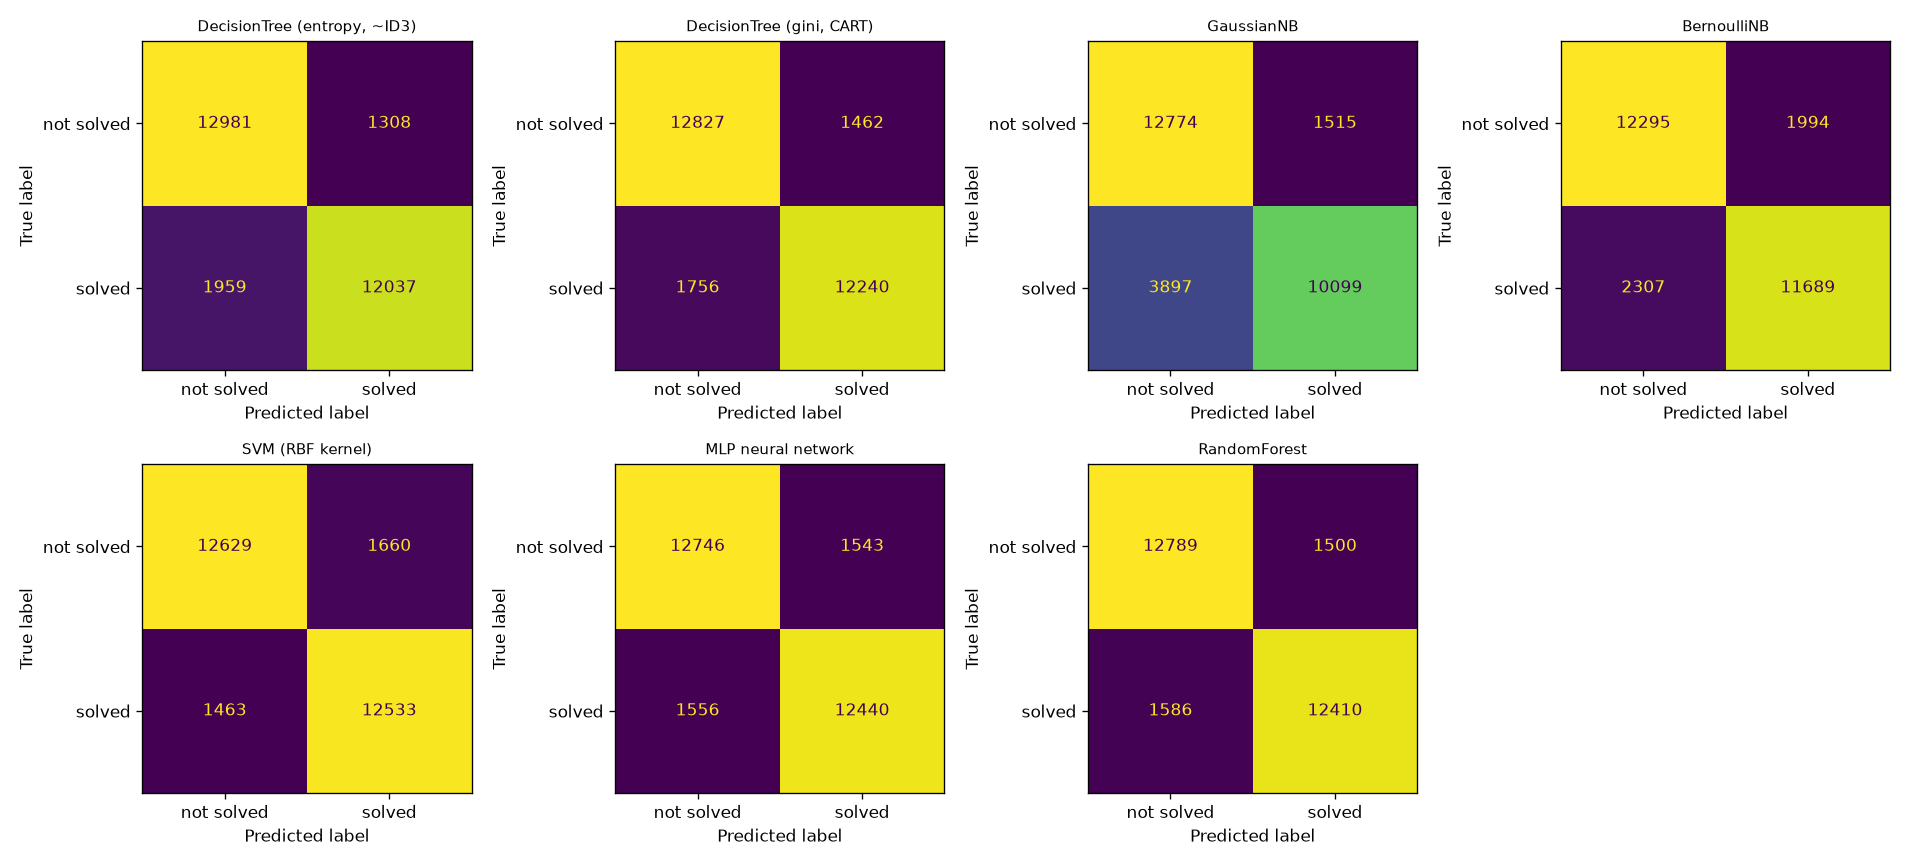 DecisionTree (entropy, ~ID3)
True label
not solved
12981
1308
solved
1959
12037
not solved
solved
Predicted label
DecisionTree (gini, CART)
True label
not solved
12827
1462
solved
1756
12240
not solved
solved
Predicted label
GaussianNB
True label
not solved
12774
1515
solved
3897
10099
not solved
solved
Predicted label
BernoulliNB
True label
not solved
12295
1994
solved
2307
11689
not solved
solved
Predicted label
SVM (RBF kernel)
True label
not solved
12629
1660
solved
1463
12533
not solved
solved
Predicted label
MLP neural network
True label
not solved
12746
1543
solved
1556
12440
not solved
solved
Predicted label
RandomForest
True label
not solved
12789
1500
solved
1586
12410
not solved
solved
Predicted label